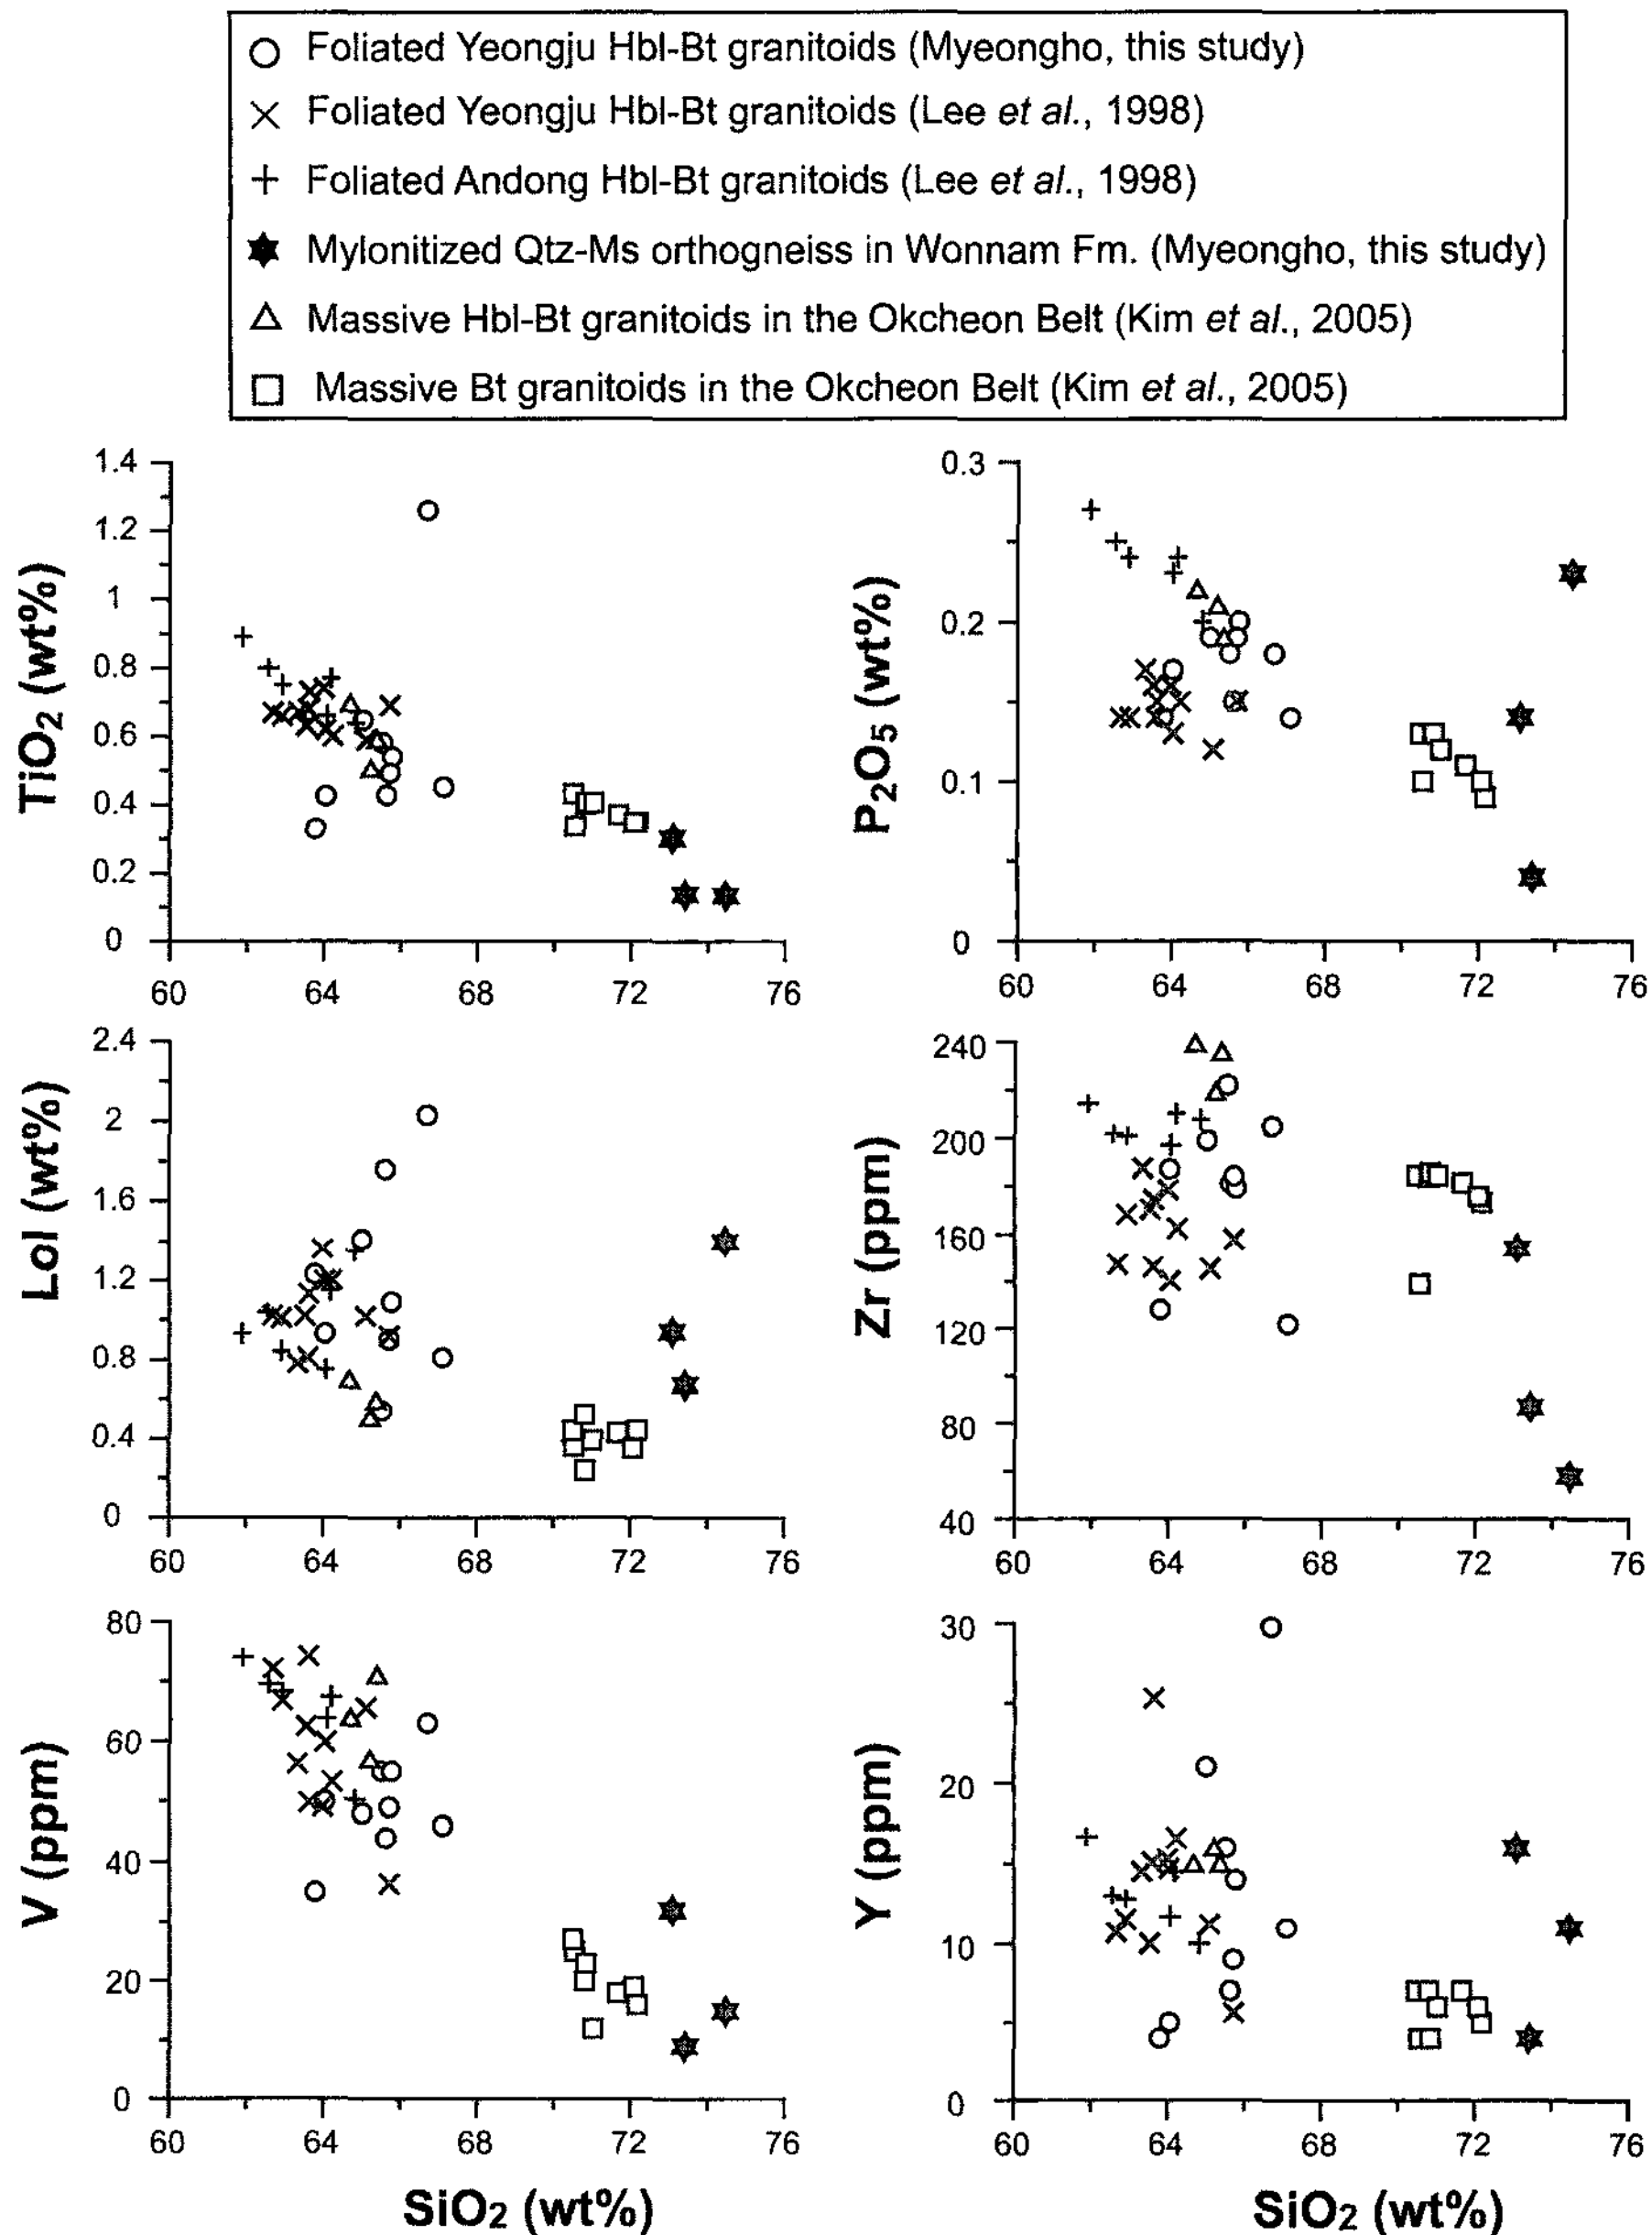 Foliated Yeongju Hbl-Bt granitoids (Myeongho, this study)
Foliated Yeongju Hbl-Bt granitoids (Lee et al., 1998)
Foliated Andong Hbl-Bt granitoids (Lee et al., 1998)
Mylonitized Qtz-Ms orthogneiss in Wonnam Fm. (Myeongho, this study)
Massive Hbl-Bt granitoids in the Okcheon Belt (Kim et al., 2005)
Massive Bt granitoids in the Okcheon Belt (Kim et al., 2005)
TiO2 (wt%)
1.4
1.2
1
0.8
0.6
0.4
0.2
0
60 64 68 72 76
P2O5 (wt%)
0.3
0.2
0.1
0
60 64 68 72 76
LoI (wt%)
2.4
2
1.6
1.2
0.8
0.4
0
60 64 68 72 76
Zr (ppm)
240
200
160
120
80
40
60 64 68 72 76
V (ppm)
80
60
40
20
0
60 64 68 72 76
SiO2 (wt%)
Y (ppm)
30
20
10
0
60 64 68 72 76
SiO2 (wt%)